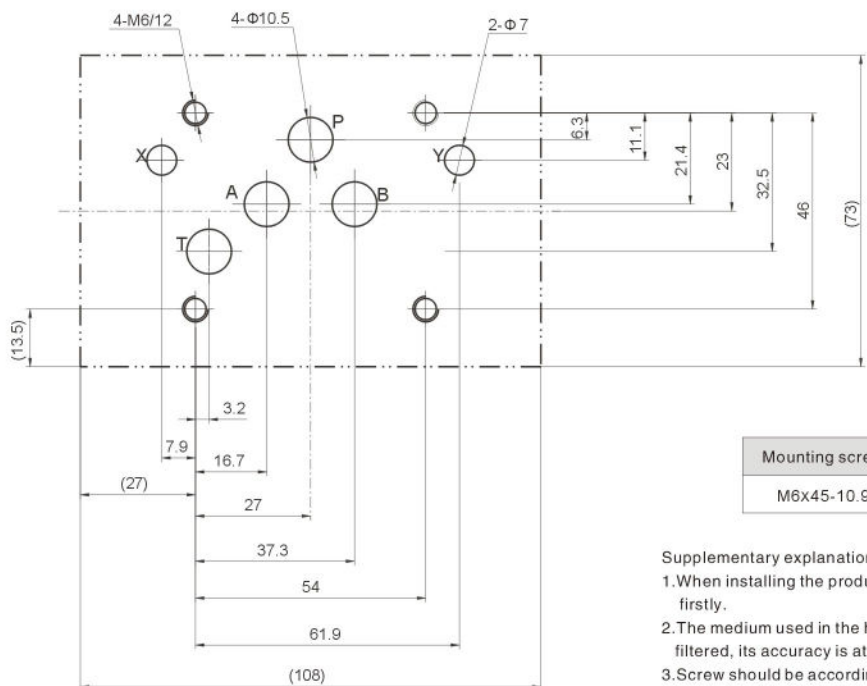 4-M6/12
4-Φ10.5
2-Φ7
P
X
Y
A
B
T
6.3
11.1
21.4
23
32.5
46
(73)
(13.5)
3.2
7.9
16.7
(27)
27
37.3
54
61.9
(108)
Mounting scre
M6x45-10.9
Supplementary explanation
1.When installing the produ
firstly.
2.The medium used in the h
filtered, its accuracy is at
3.Screw should be accordin